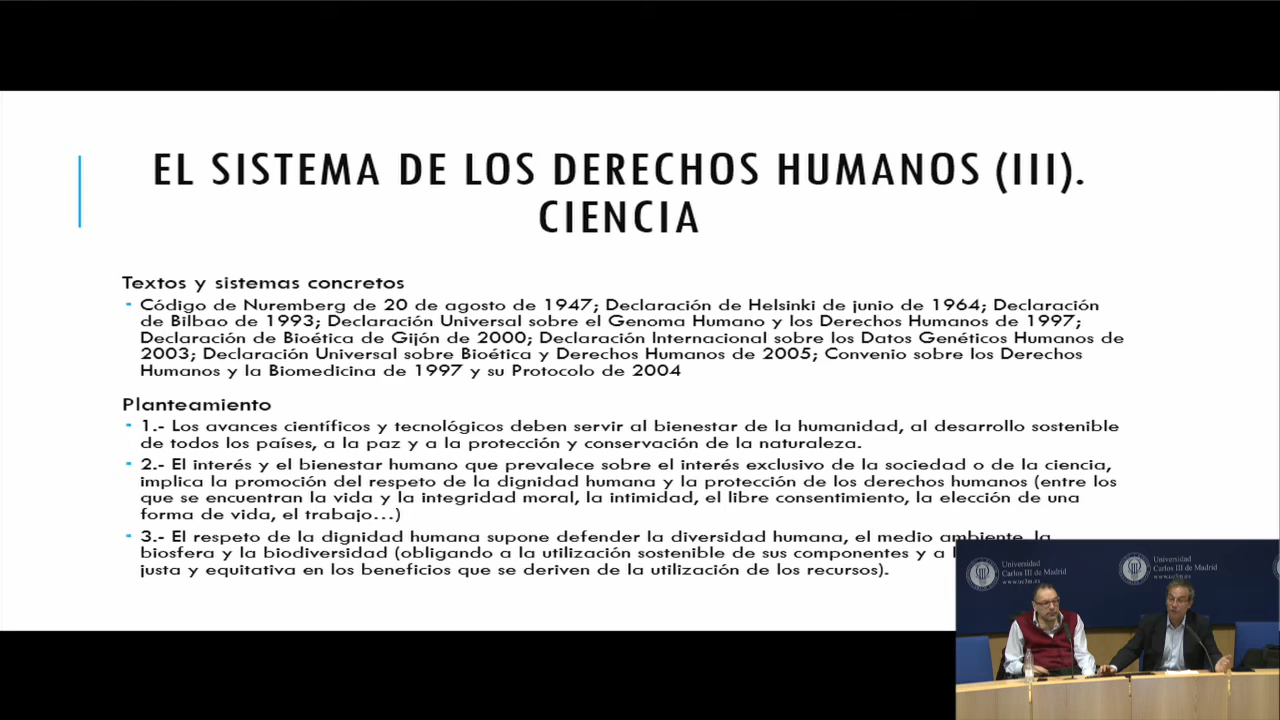 EL SISTEMA DE LOS DERECHOS HUMANOS (III).
CIENCIA
Textos y sistemas concretos
Código de Nuremberg de 20 de agosto de 1947; Declaración de Helsinki de junio de 1964; Declaración
de Bilbao de 1993; Declaración Universal sobre el Genoma Humano y los Derechos Humanos de 1997;
Declaración de Bioética de Gijón de 2000; Declaración Internacional sobre los Datos Genéticos Humanos de
2003; Declaración Universal sobre Bioética y Derechos Humanos de 2005; Convenio sobre los Derechos
Humanos y la Biomedicina de 1997 y su Protocolo de 2004
Planteamiento
1.- Los avances científicos y tecnológicos deben servir al bienestar de la humanidad, al desarrollo sostenible
de todos los países, a la paz y a la protección y conservación de la naturaleza.
2.- El interés y el bienestar humano que prevalece sobre el interés exclusivo de la sociedad o de la ciencia,
implica la promoción del respeto de la dignidad humana y la protección de los derechos humanos (entre los
que se encuentran la vida y la integridad moral, la intimidad, el libre consentimiento, la elección de una
forma de vida, el trabajo…)
3.- El respeto de la dignidad humana supone defender la diversidad humana, el medio ambiente, la
biosfera y la biodiversidad (obligando a la utilización sostenible de sus componentes y a
justa y equitativa en los beneficios que se deriven de la utilización de los recursos).
Universidad
Carlos III de Madrid
www.uc3m.es
Universidad
Carlos III de Madrid
www.uc3m.es